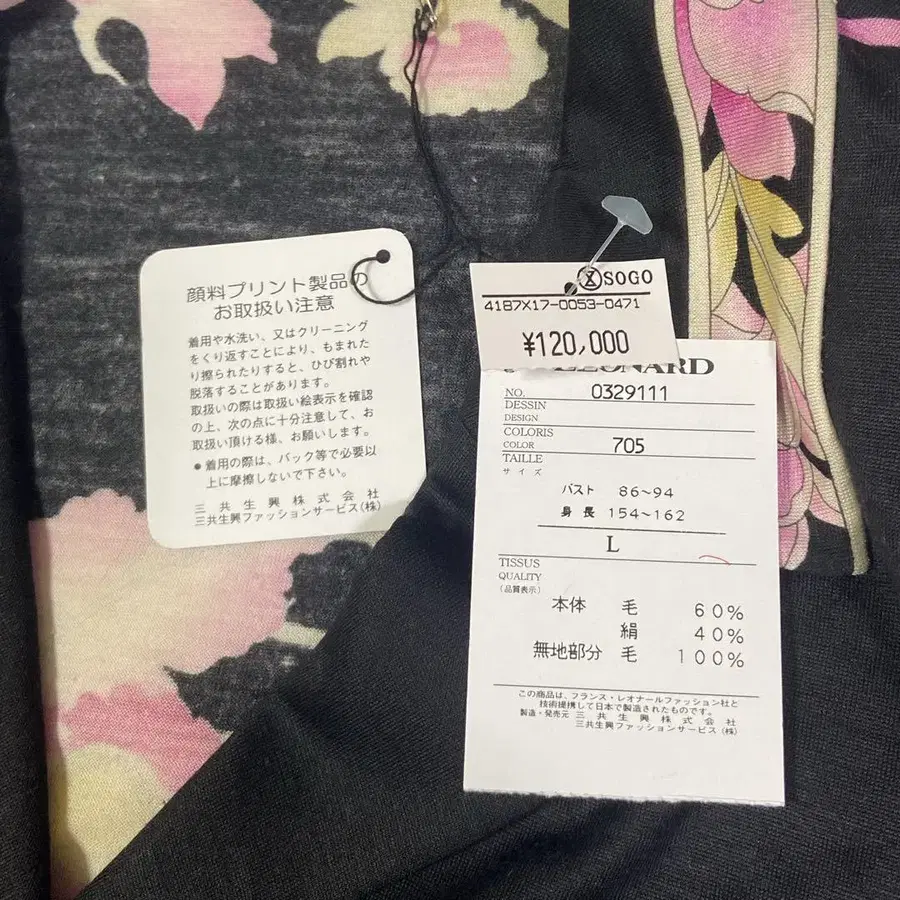 顔料プリント製品の
お取扱い注意
着用や水洗い、又はクリーニング
をくり返すことにより、もまれた
り擦られたりすると、ひび割れや
脱落することがあります。
取扱いの際は取扱い絵表示を確認
の上、次の点に十分注意して、お
取扱い頂ける様、お願いします。
●着用の際は、バック等で必要以
上に摩擦しないで下さい。
三共生興株式会社
三共生興ファッションサービス(株)
SOGO
4187X17-0053-0471
¥120,000
LEONARD
NO. 0329111
DESSIN
DESIGN
COLORIS
COLOR 705
TAILLE
サイズ
バスト 86~94
身長 154~162
L
TISSUS
QUALITY
(品質表示)
本体 毛 60%
絹 40%
無地部分 毛 100%
この商品は、フランス・レオナールファッション社と
技術提携して日本で製造されたものです。
製造・発売元 三共生興株式会社
三共生興ファッションサービス(株)